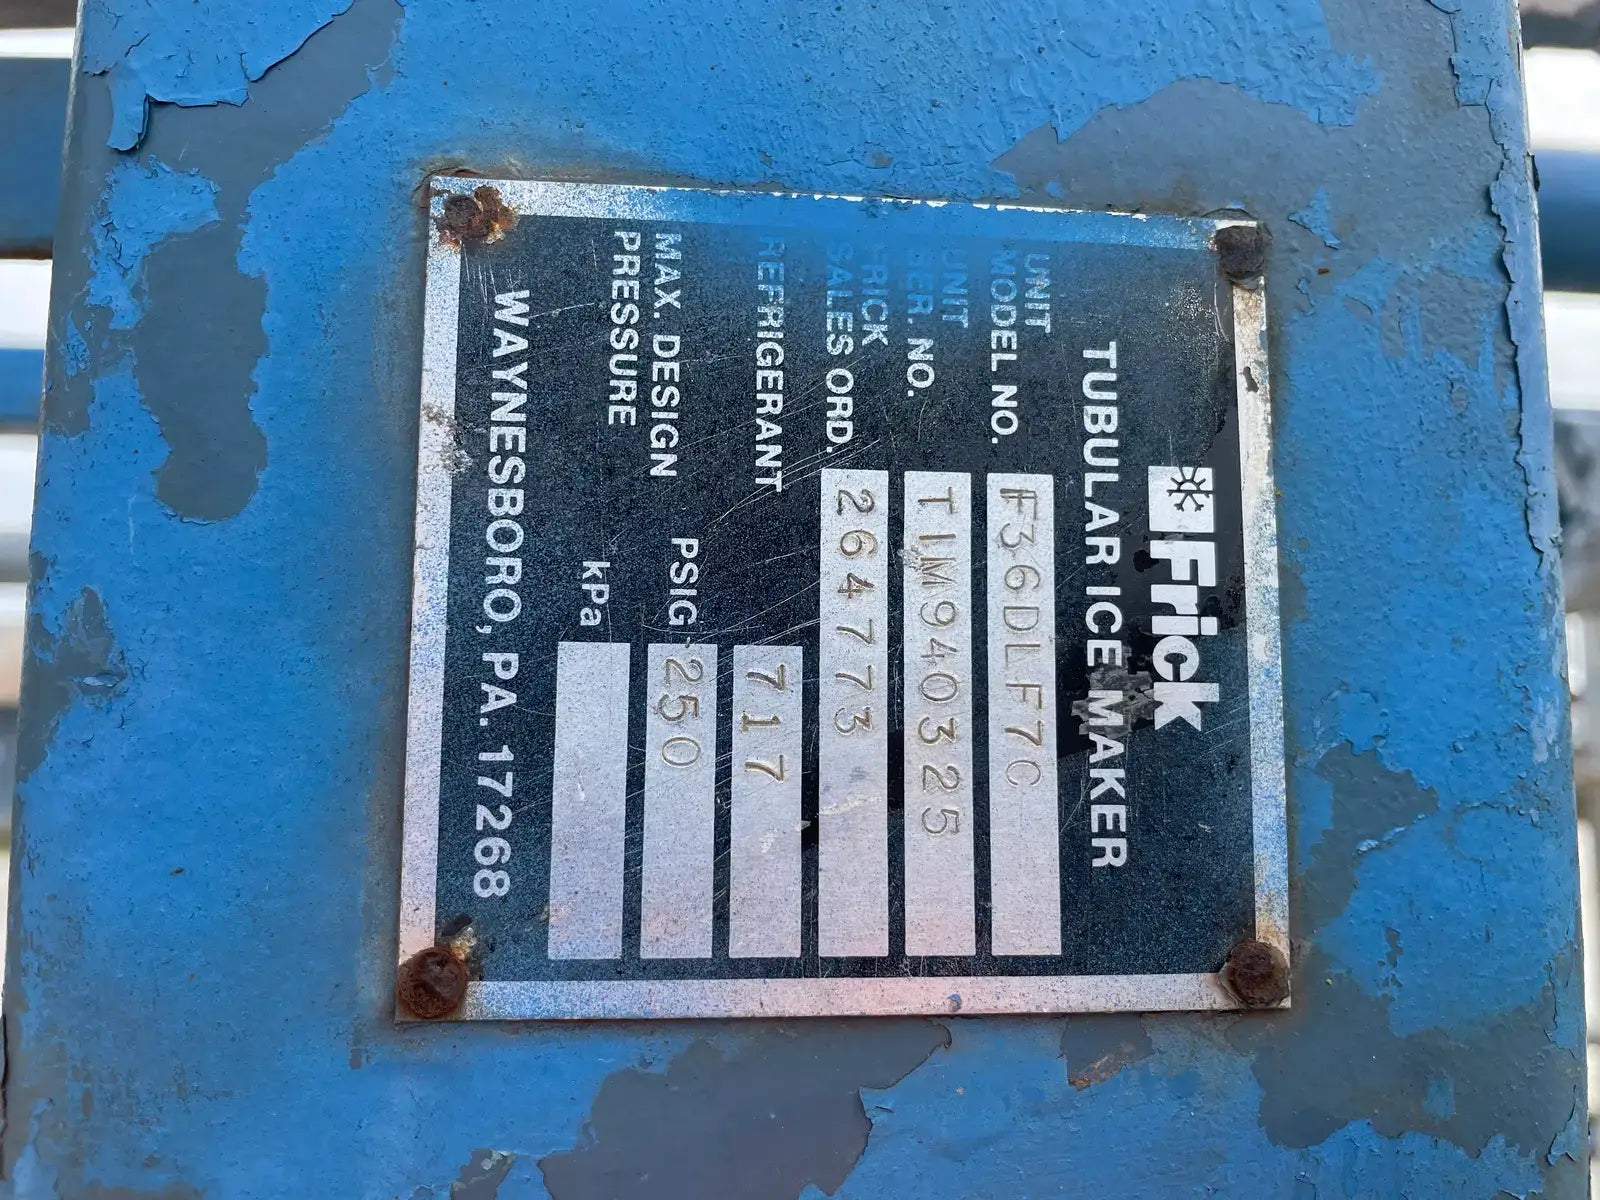 Frick
TUBULAR ICE MAKER
UNIT
MODEL NO. F36DLF7C
UNIT
SER. NO. TIM940325
FRICK
SALES ORD. 264773
REFRIGERANT 717
MAX. DESIGN
PRESSURE
PSIG 250
kPa
WAYNESBORO, PA. 17268